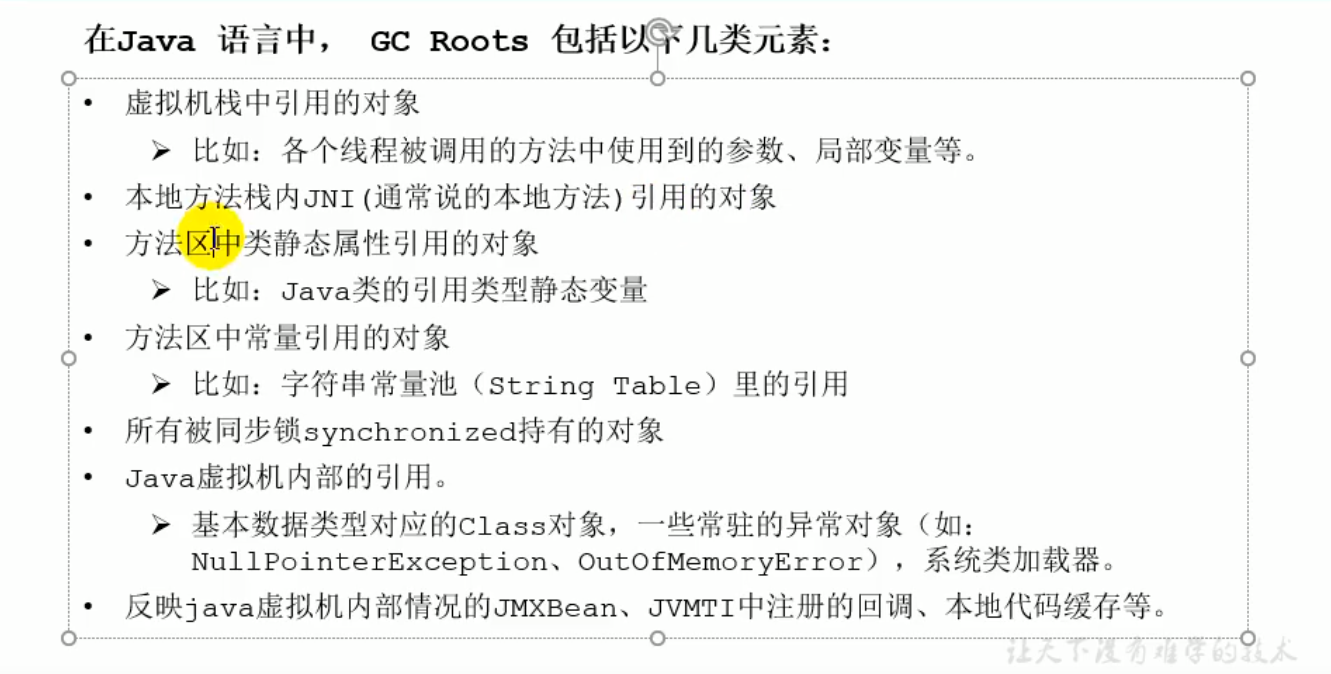 在Java 语言中， GC Roots 包括以下几类元素：
• 虚拟机栈中引用的对象
➢ 比如：各个线程被调用的方法中使用到的参数、局部变量等。
• 本地方法栈内JNI(通常说的本地方法)引用的对象
• 方法区中类静态属性引用的对象
➢ 比如：Java类的引用类型静态变量
• 方法区中常量引用的对象
➢ 比如：字符串常量池（String Table）里的引用
• 所有被同步锁synchronized持有的对象
• Java虚拟机内部的引用。
➢ 基本数据类型对应的Class对象，一些常驻的异常对象（如：
NullPointerException、OutOfMemoryError），系统类加载器。
• 反映java虚拟机内部情况的JMXBean、JVMTI中注册的回调、本地代码缓存等。
让天下没有难学的技术